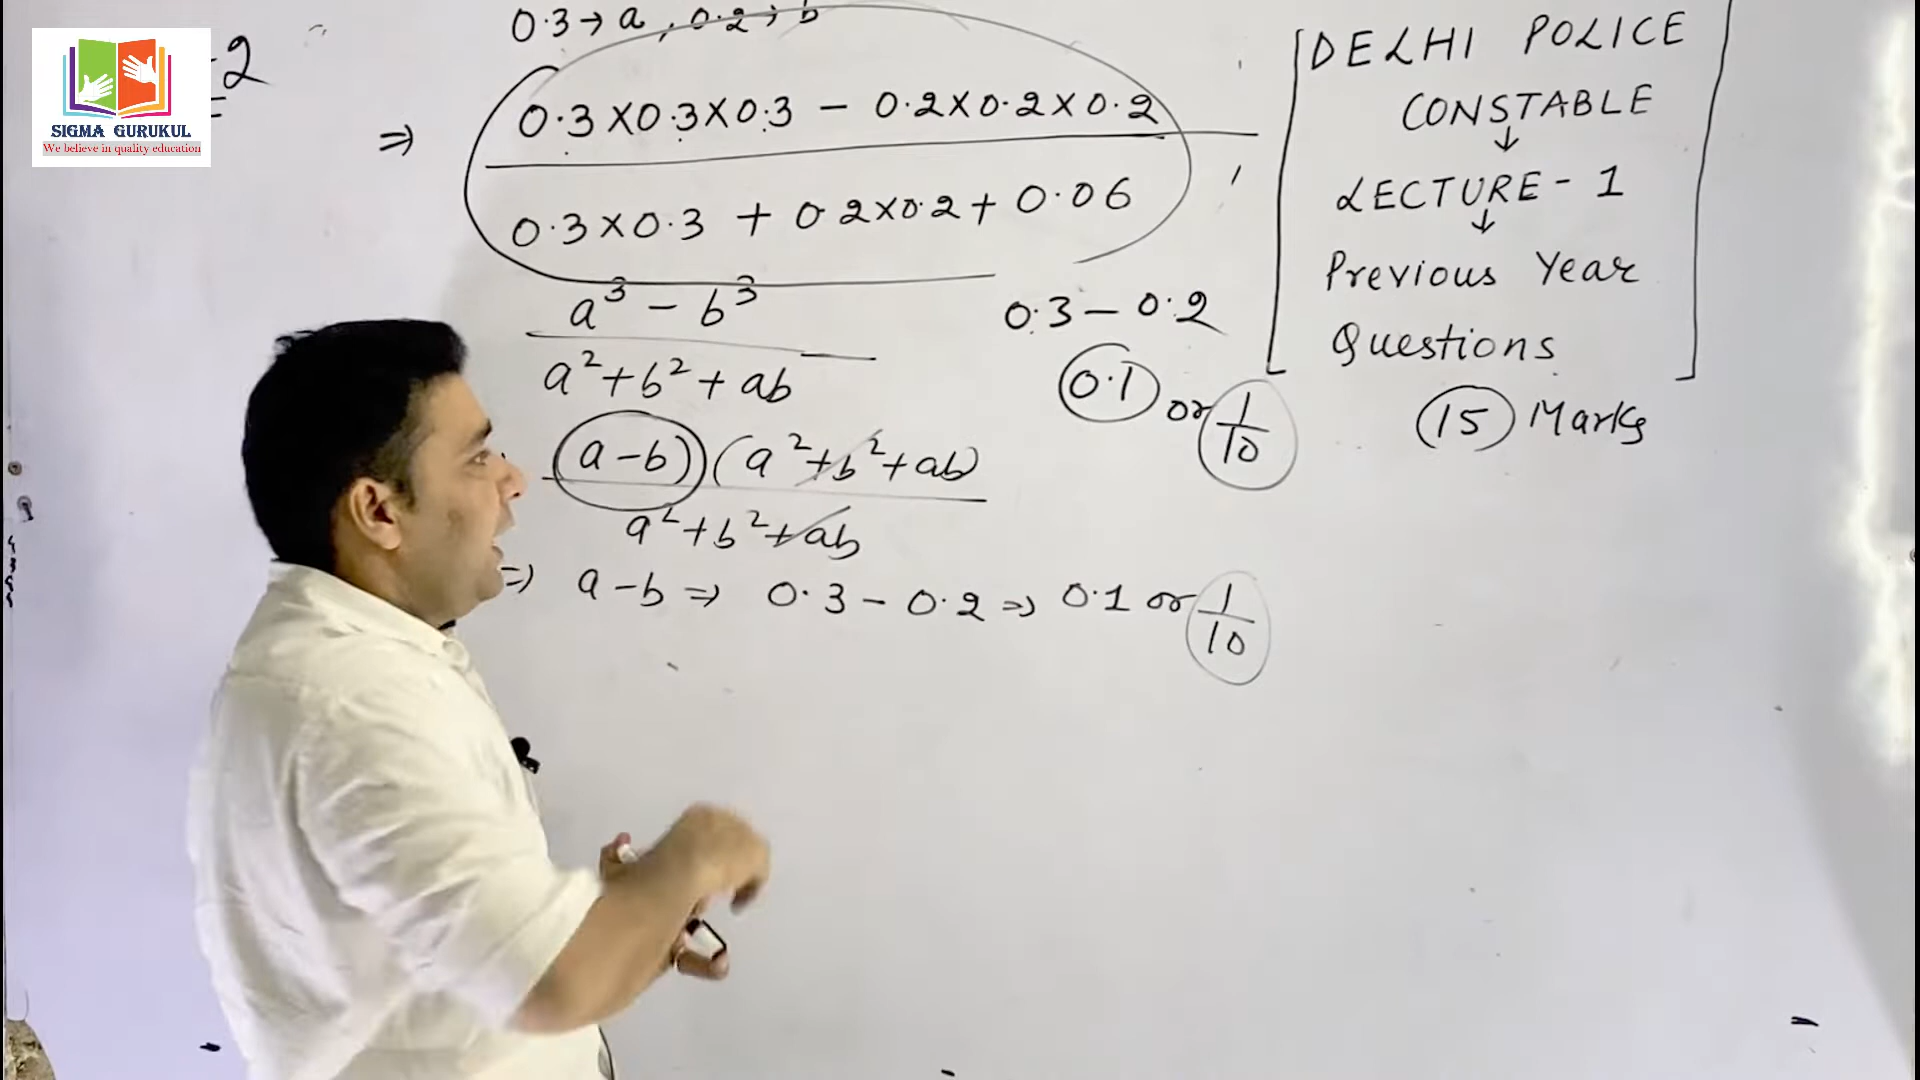 SIGMA GURUKUL
We believe in quality education
-2
0.3→a, 0.2→b
⇒ 0.3×0.3×0.3 - 0.2×0.2×0.2
0.3×0.3 + 0.2×0.2+ 0.06
a³ - b³
a²+b²+ab
(a-b)(a²+b²+ab)
a²+b²+ab
⇒ a-b ⇒ 0.3-0.2 ⇒ 0.1 or 1/10
0.3-0.2
0.1 or 1/10
DELHI POLICE
CONSTABLE
↓
LECTURE-1
↓
Previous Year
Questions
15 Marks